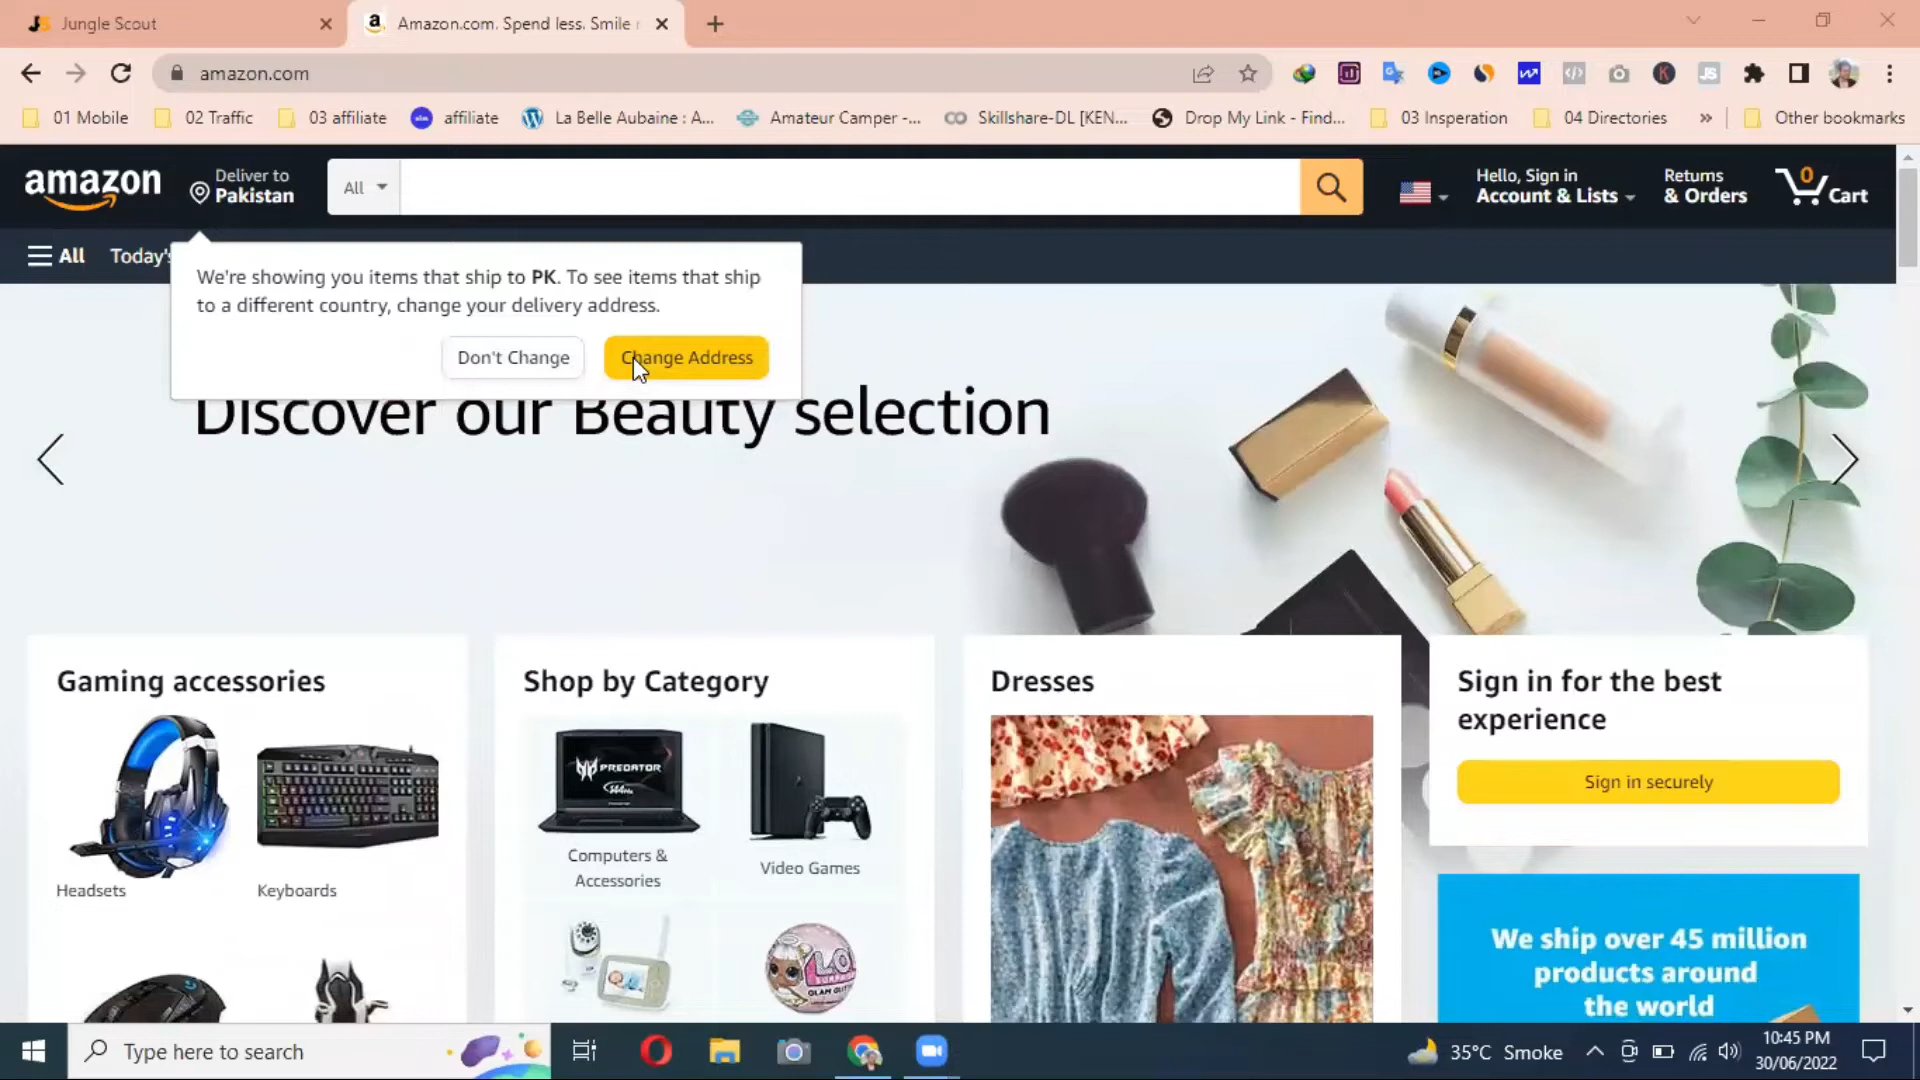 Jungle Scout
Amazon.com. Spend less. Smile
amazon.com
01 Mobile
02 Traffic
03 affiliate
affiliate
La Belle Aubaine : A...
Amateur Camper -...
Skillshare-DL [KEN...
Drop My Link - Find...
03 Insperation
04 Directories
»
Other bookmarks
amazon
Deliver to
Pakistan
All
Hello, Sign in
Account & Lists
Returns
& Orders
0
Cart
All
Today's
We're showing you items that ship to PK. To see items that ship
to a different country, change your delivery address.
Don't Change
Change Address
Discover our Beauty selection
Gaming accessories
Headsets
Keyboards
Shop by Category
PREDATOR
Computers &
Accessories
Video Games
Dresses
Sign in for the best
experience
Sign in securely
We ship over 45 million
products around
the world
Type here to search
35°C Smoke
10:45 PM
30/06/2022